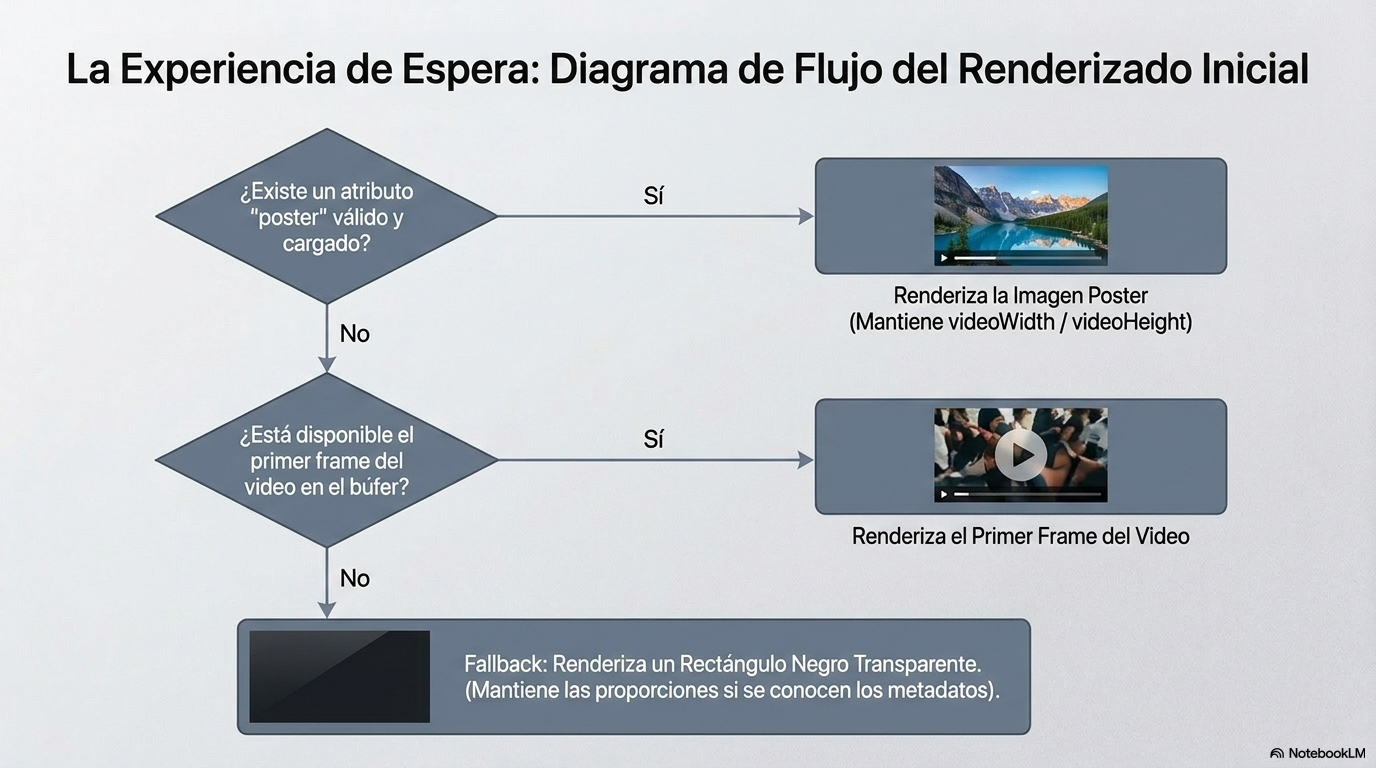 La Experiencia de Espera: Diagrama de Flujo del Renderizado Inicial
¿Existe un atributo
"poster" válido y
cargado?
Sí
Renderiza la Imagen Poster
(Mantiene videoWidth / videoHeight)
No
¿Está disponible el
primer frame del
video en el búfer?
Sí
Renderiza el Primer Frame del Video
No
Fallback: Renderiza un Rectángulo Negro Transparente.
(Mantiene las proporciones si se conocen los metadatos).
NotebookLM